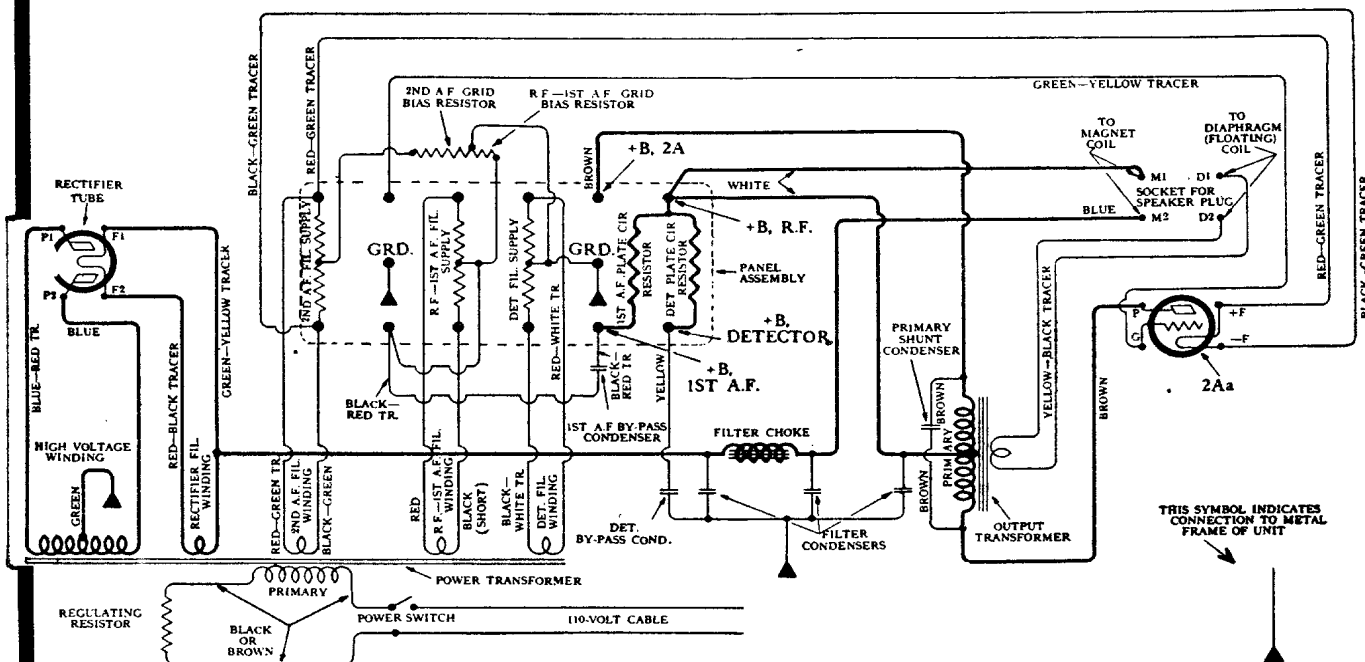 GREEN—YELLOW TRACER
2ND A F GRID
BIAS RESISTOR
R F—1ST A.F. GRID
BIAS RESISTOR
BLACK—GREEN TRACER
RED—GREEN TRACER
BROWN
+B, 2A
TO
MAGNET
COIL
TO
DIAPHRAGM
(FLOATING)
COIL
RECTIFIER
TUBE
WHITE
M1
D1
SOCKET FOR
SPEAKER PLUG
M2
D2
BLUE
+B, R.F.
P1
F1
P2
F2
BLUE
2ND A.F. FIL SUPPLY
GRD.
R F—1ST A.F. FIL.
SUPPLY
DET FIL SUPPLY
GRD.
1ST A.F. PLATE CIR
RESISTOR
DET PLATE CIR
RESISTOR
PANEL
ASSEMBLY
RED—WHITE TR.
+B,
DETECTOR
+B,
1ST A.F.
PRIMARY
SHUNT
CONDENSER
RED—GREEN TRACER
BLACK—GREEN TRACER
P
+F
G
—F
2Aa
BLUE—RED TR.
RED—BLACK TRACER
GREEN—YELLOW TRACER
BLACK—
RED TR.
BLACK—
RED TR
YELLOW
1ST A.F BY-PASS
CONDENSER
YELLOW—BLACK TRACER
BROWN
HIGH VOLTAGE
WINDING
GREEN
RECTIFIER FIL
WINDING
RED—GREEN TR
2ND A.F. FIL.
WINDING
BLACK—GREEN
RED
R F.—1ST A.F. FIL.
WINDING
BLACK
(SHORT)
BLACK—
WHITE TR.
DET. FIL.
WINDING
FILTER CHOKE
BROWN
BROWN
PRIMARY
DET.
BY-PASS COND.
FILTER
CONDENSERS
OUTPUT
TRANSFORMER
THIS SYMBOL INDICATES
CONNECTION TO METAL
FRAME OF UNIT
POWER TRANSFORMER
PRIMARY
REGULATING
RESISTOR
BLACK
OR
BROWN
POWER SWITCH
110-VOLT CABLE